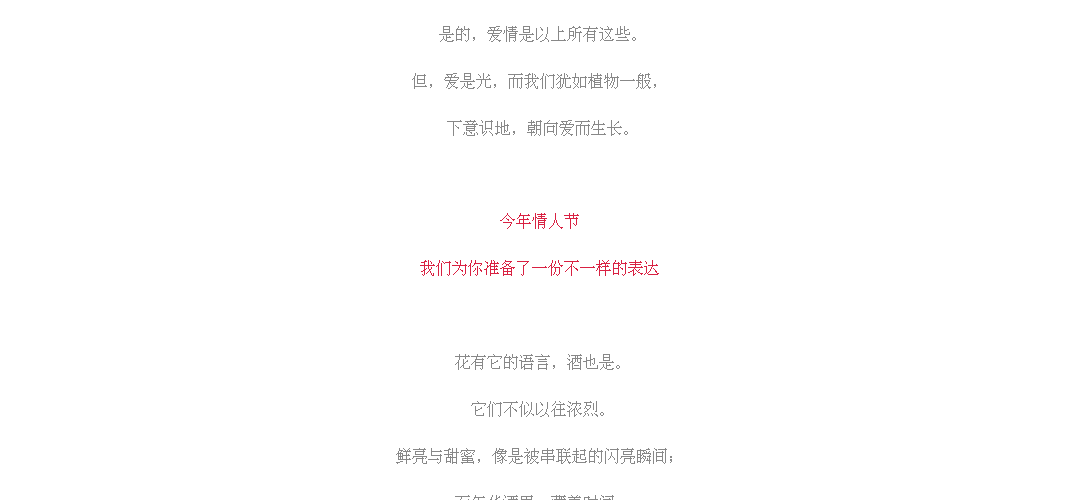 是的，爱情是以上所有这些。
但，爱是光，而我们犹如植物一般，
下意识地，朝向爱而生长。
今年情人节
我们为你准备了一份不一样的表达
花有它的语言，酒也是。
它们不似以往浓烈。
鲜亮与甜蜜，像是被串联起的闪亮瞬间；